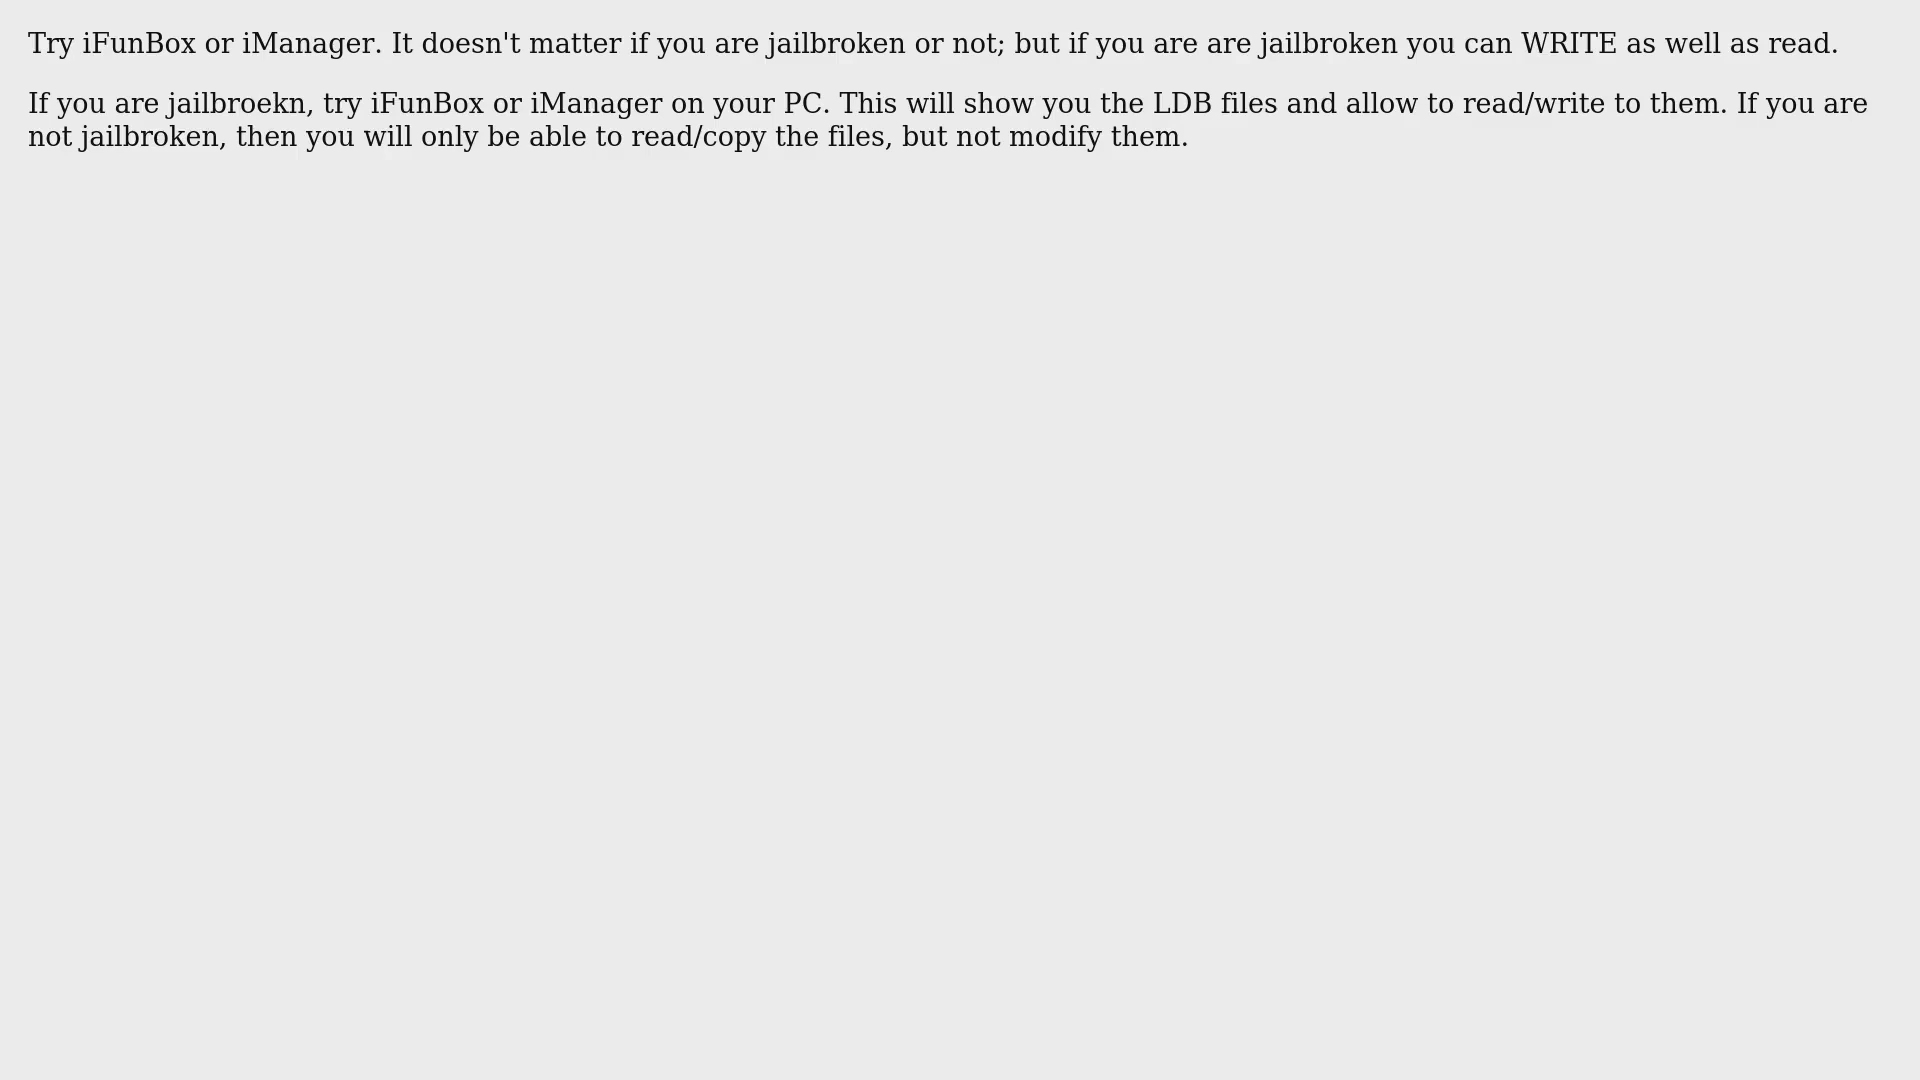 Try iFunBox or iManager. It doesn't matter if you are jailbroken or not; but if you are are jailbroken you can WRITE as well as read.
If you are jailbroekn, try iFunBox or iManager on your PC. This will show you the LDB files and allow to read/write to them. If you are
not jailbroken, then you will only be able to read/copy the files, but not modify them.